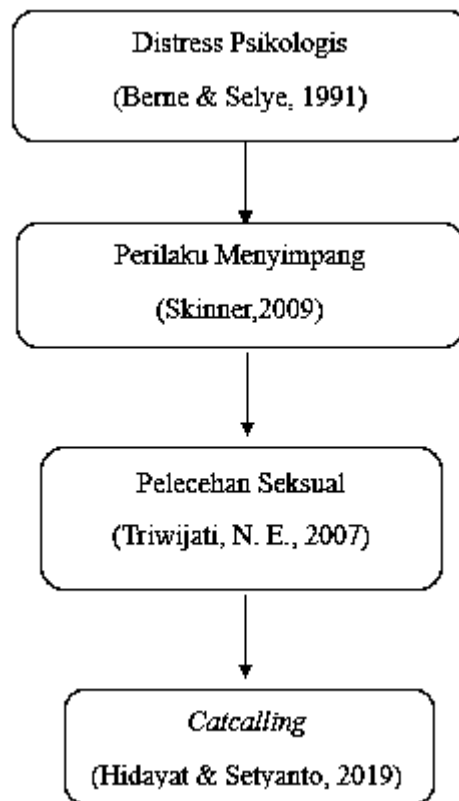 Distress Psikologis
(Berne & Selye, 1991)
Perilaku Menyimpang
(Skinner,2009)
Pelecehan Seksual
(Triwijati, N. E., 2007)
Catcalling
(Hidayat & Setyanto, 2019)